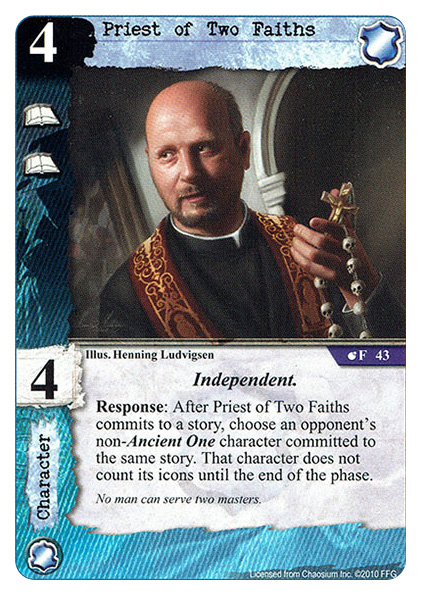 4
Priest of Two Faiths
Illus. Henning Ludvigsen
F 43
4
Independent.
Response: After Priest of Two Faiths
commits to a story, choose an opponent's
non-Ancient One character committed to
the same story. That character does not
count its icons until the end of the phase.
No man can serve two masters.
Character
Licensed from Chaosium Inc. ©2010 FFG